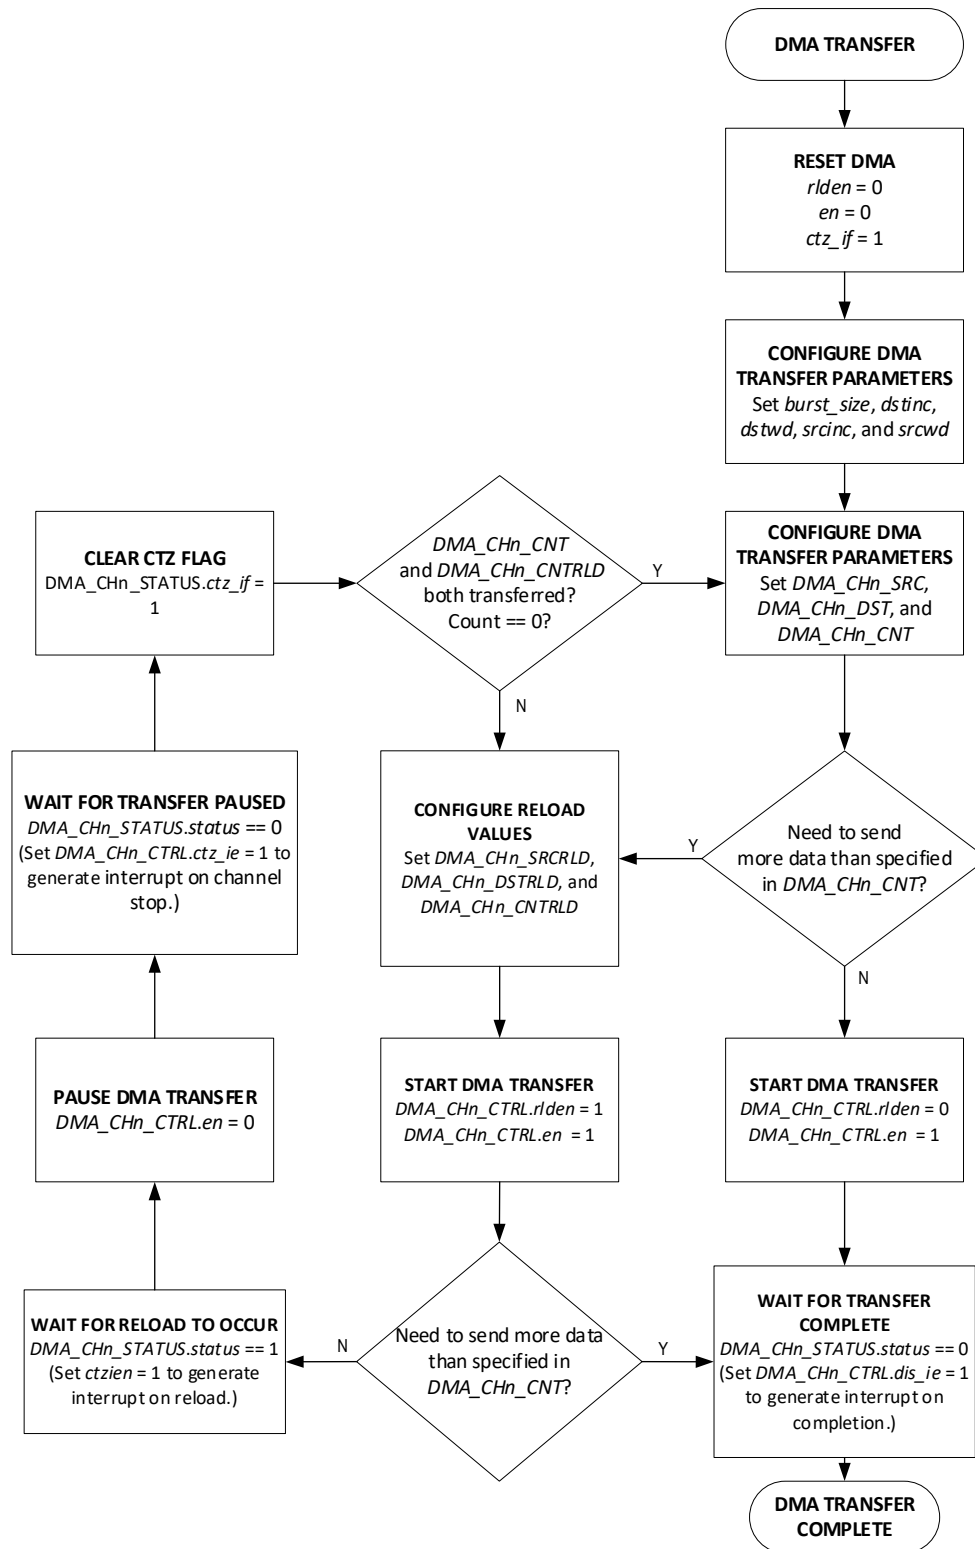 DMA TRANSFER
RESET DMA
rlden = 0
en = 0
ctz_if = 1
CONFIGURE DMA
TRANSFER PARAMETERS
Set burst_size, dstinc,
dstwd, srcinc, and srcwd
CLEAR CTZ FLAG
DMA_CHn_STATUS.ctz_if =
1
DMA_CHn_CNT
and DMA_CHn_CNTRLD
both transferred?
Count == 0?
Y
N
CONFIGURE DMA
TRANSFER PARAMETERS
Set DMA_CHn_SRC,
DMA_CHn_DST, and
DMA_CHn_CNT
WAIT FOR TRANSFER PAUSED
DMA_CHn_STATUS.status == 0
(Set DMA_CHn_CTRL.ctz_ie = 1 to
generate interrupt on channel
stop.)
CONFIGURE RELOAD
VALUES
Set DMA_CHn_SRCRLD,
DMA_CHn_DSTRLD, and
DMA_CHn_CNTRLD
Y
Need to send
more data than specified
in DMA_CHn_CNT?
N
PAUSE DMA TRANSFER
DMA_CHn_CTRL.en = 0
START DMA TRANSFER
DMA_CHn_CTRL.rlden = 1
DMA_CHn_CTRL.en = 1
START DMA TRANSFER
DMA_CHn_CTRL.rlden = 0
DMA_CHn_CTRL.en = 1
WAIT FOR RELOAD TO OCCUR
DMA_CHn_STATUS.status == 1
(Set ctzien = 1 to generate
interrupt on reload.)
N
Need to send more data
than specified in
DMA_CHn_CNT?
Y
WAIT FOR TRANSFER
COMPLETE
DMA_CHn_STATUS.status == 0
(Set DMA_CHn_CTRL.dis_ie = 1
to generate interrupt on
completion.)
DMA TRANSFER
COMPLETE